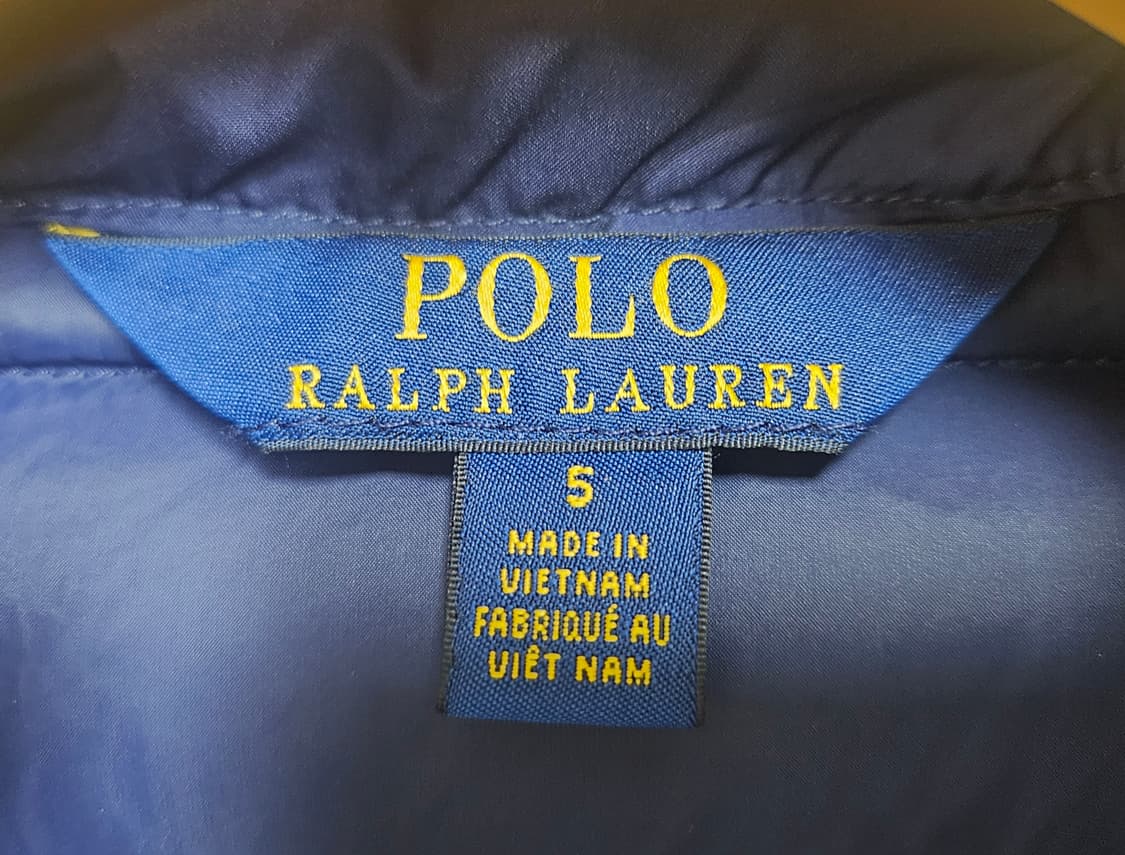 POLO
RALPH LAUREN
5
MADE IN
VIETNAM
FABRIQUÉ AU
VIÊT NAM